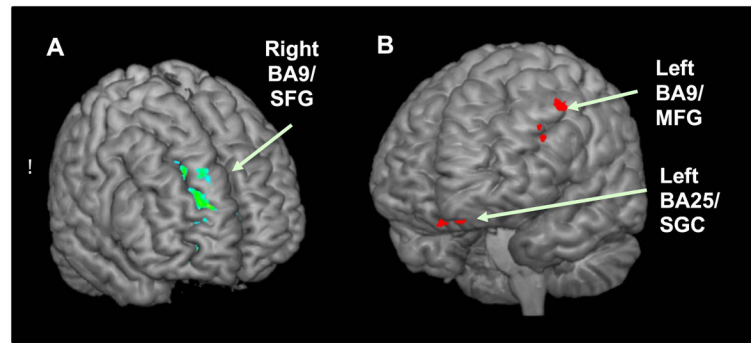 A
Right
BA9/
SFG
B
Left
BA9/
MFG
Left
BA25/
SGC
!